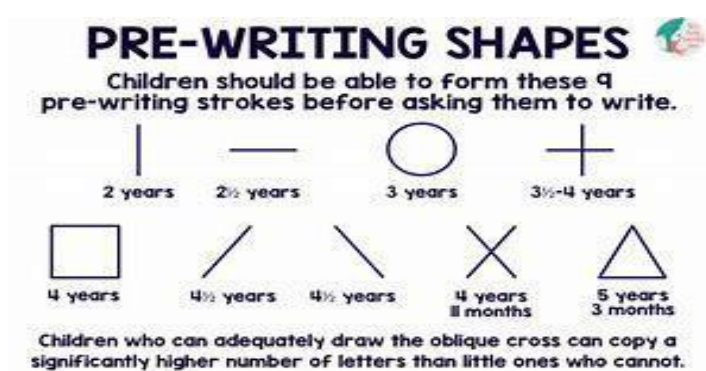 PRE-WRITING SHAPES
Children should be able to form these 9
pre-writing strokes before asking them to write.
2 years 2½ years 3 years 3½-4 years
4 years 4½ years 4½ years 4 years 5 years
11 months 3 months
Children who can adequately draw the oblique cross can copy a
significantly higher number of letters than little ones who cannot.